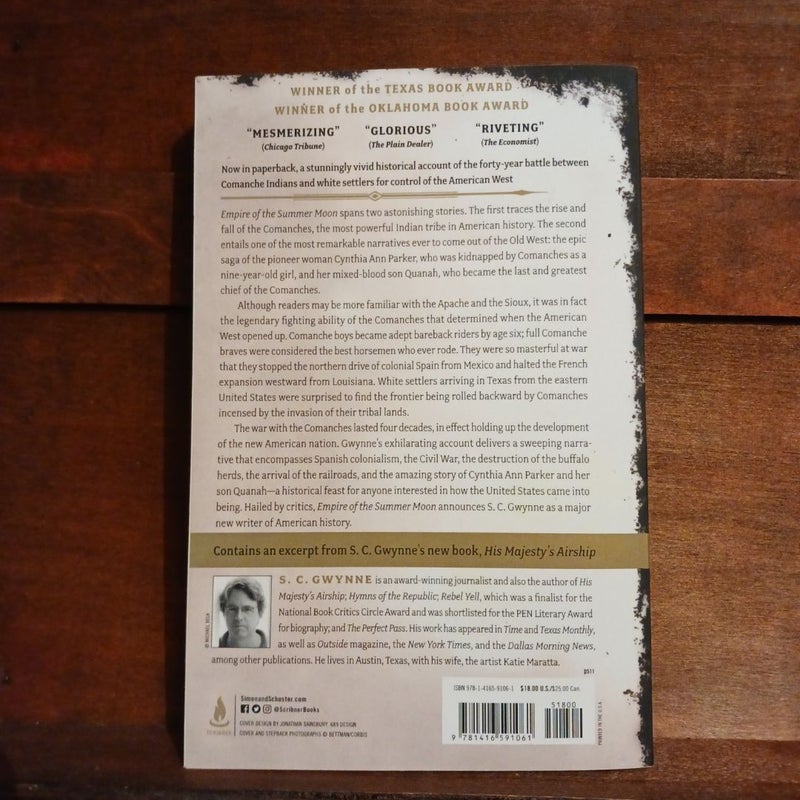 WINNER of the TEXAS BOOK AWARD
WINNER of the OKLAHOMA BOOK AWARD
“MESMERIZING” “GLORIOUS” “RIVETING”
(Chicago Tribune) (The Plain Dealer) (The Economist)
Now in paperback, a stunningly vivid historical account of the forty-year battle between
Comanche Indians and white settlers for control of the American West
Empire of the Summer Moon spans two astonishing stories. The first traces the rise and
fall of the Comanches, the most powerful Indian tribe in American history. The second
entails one of the most remarkable narratives ever to come out of the Old West: the epic
saga of the pioneer woman Cynthia Ann Parker, who was kidnapped by Comanches as a
nine-year-old girl, and her mixed-blood son Quanah, who became the last and greatest
chief of the Comanches.
Although readers may be more familiar with the Apache and the Sioux, it was in fact
the legendary fighting ability of the Comanches that determined when the American
West opened up. Comanche boys became adept bareback riders by age six; full Comanche
braves were considered the best horsemen who ever rode. They were so masterful at war
that they stopped the northern drive of colonial Spain from Mexico and halted the French
expansion westward from Louisiana. White settlers arriving in Texas from the eastern
United States were surprised to find the frontier being rolled backward by Comanches
incensed by the invasion of their tribal lands.
The war with the Comanches lasted four decades, in effect holding up the development
of the new American nation. Gwynne’s exhilarating account delivers a sweeping narra-
tive that encompasses Spanish colonialism, the Civil War, the destruction of the buffalo
herds, the arrival of the railroads, and the amazing story of Cynthia Ann Parker and her
son Quanah—a historical feast for anyone interested in how the United States came into
being. Hailed by critics, Empire of the Summer Moon announces S. C. Gwynne as a major
new writer of American history.
Contains an excerpt from S. C. Gwynne’s new book, His Majesty’s Airship
S. C. GWYNNE is an award-winning journalist and also the author of His
Majesty’s Airship; Hymns of the Republic; Rebel Yell, which was a finalist for the
National Book Critics Circle Award and was shortlisted for the PEN Literary Award
for biography; and The Perfect Pass. His work has appeared in Time and Texas Monthly,
as well as Outside magazine, the New York Times, and the Dallas Morning News,
among other publications. He lives in Austin, Texas, with his wife, the artist Katie Maratta.
0511
ISBN 978-1-4165-9106-1 $18.00 U.S./$25.00 Can.
51800
9 781416 591061
PRINTED IN THE U.S.A.
SimonandSchuster.com
@ScribnerBooks
SCRIBNER
COVER DESIGN BY JONATHAN SAINSBURY, 6X9 DESIGN
COVER AND STEPBACK PHOTOGRAPHS © BETTMAN/CORBIS